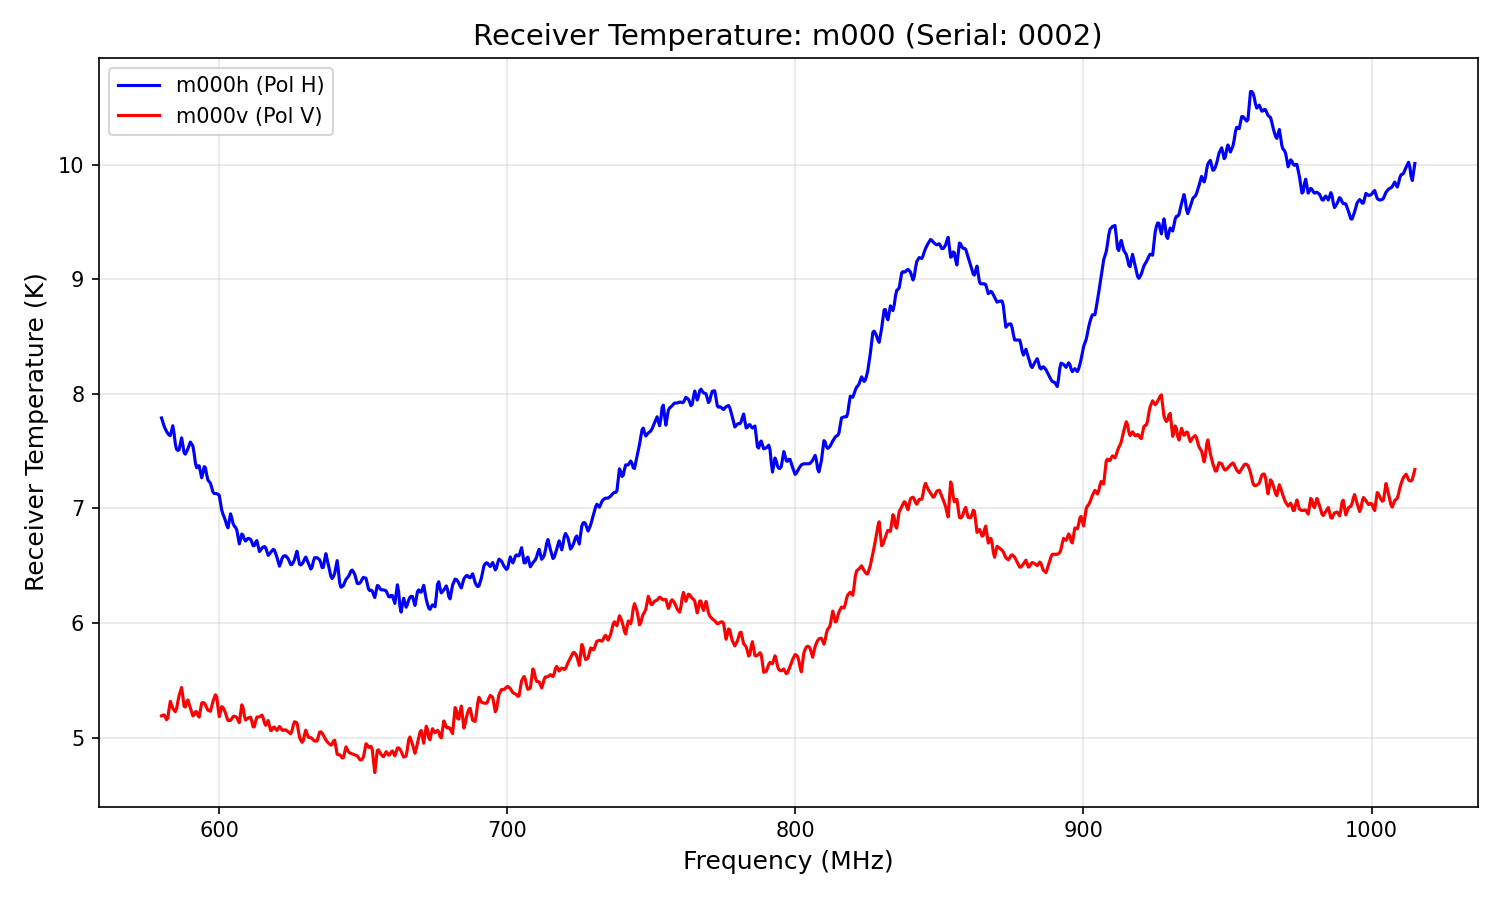 Receiver Temperature: m000 (Serial: 0002)
m000h (Pol H)
m000v (Pol V)
Receiver Temperature (K)
10
9
8
7
6
5
600 700 800 900 1000
Frequency (MHz)